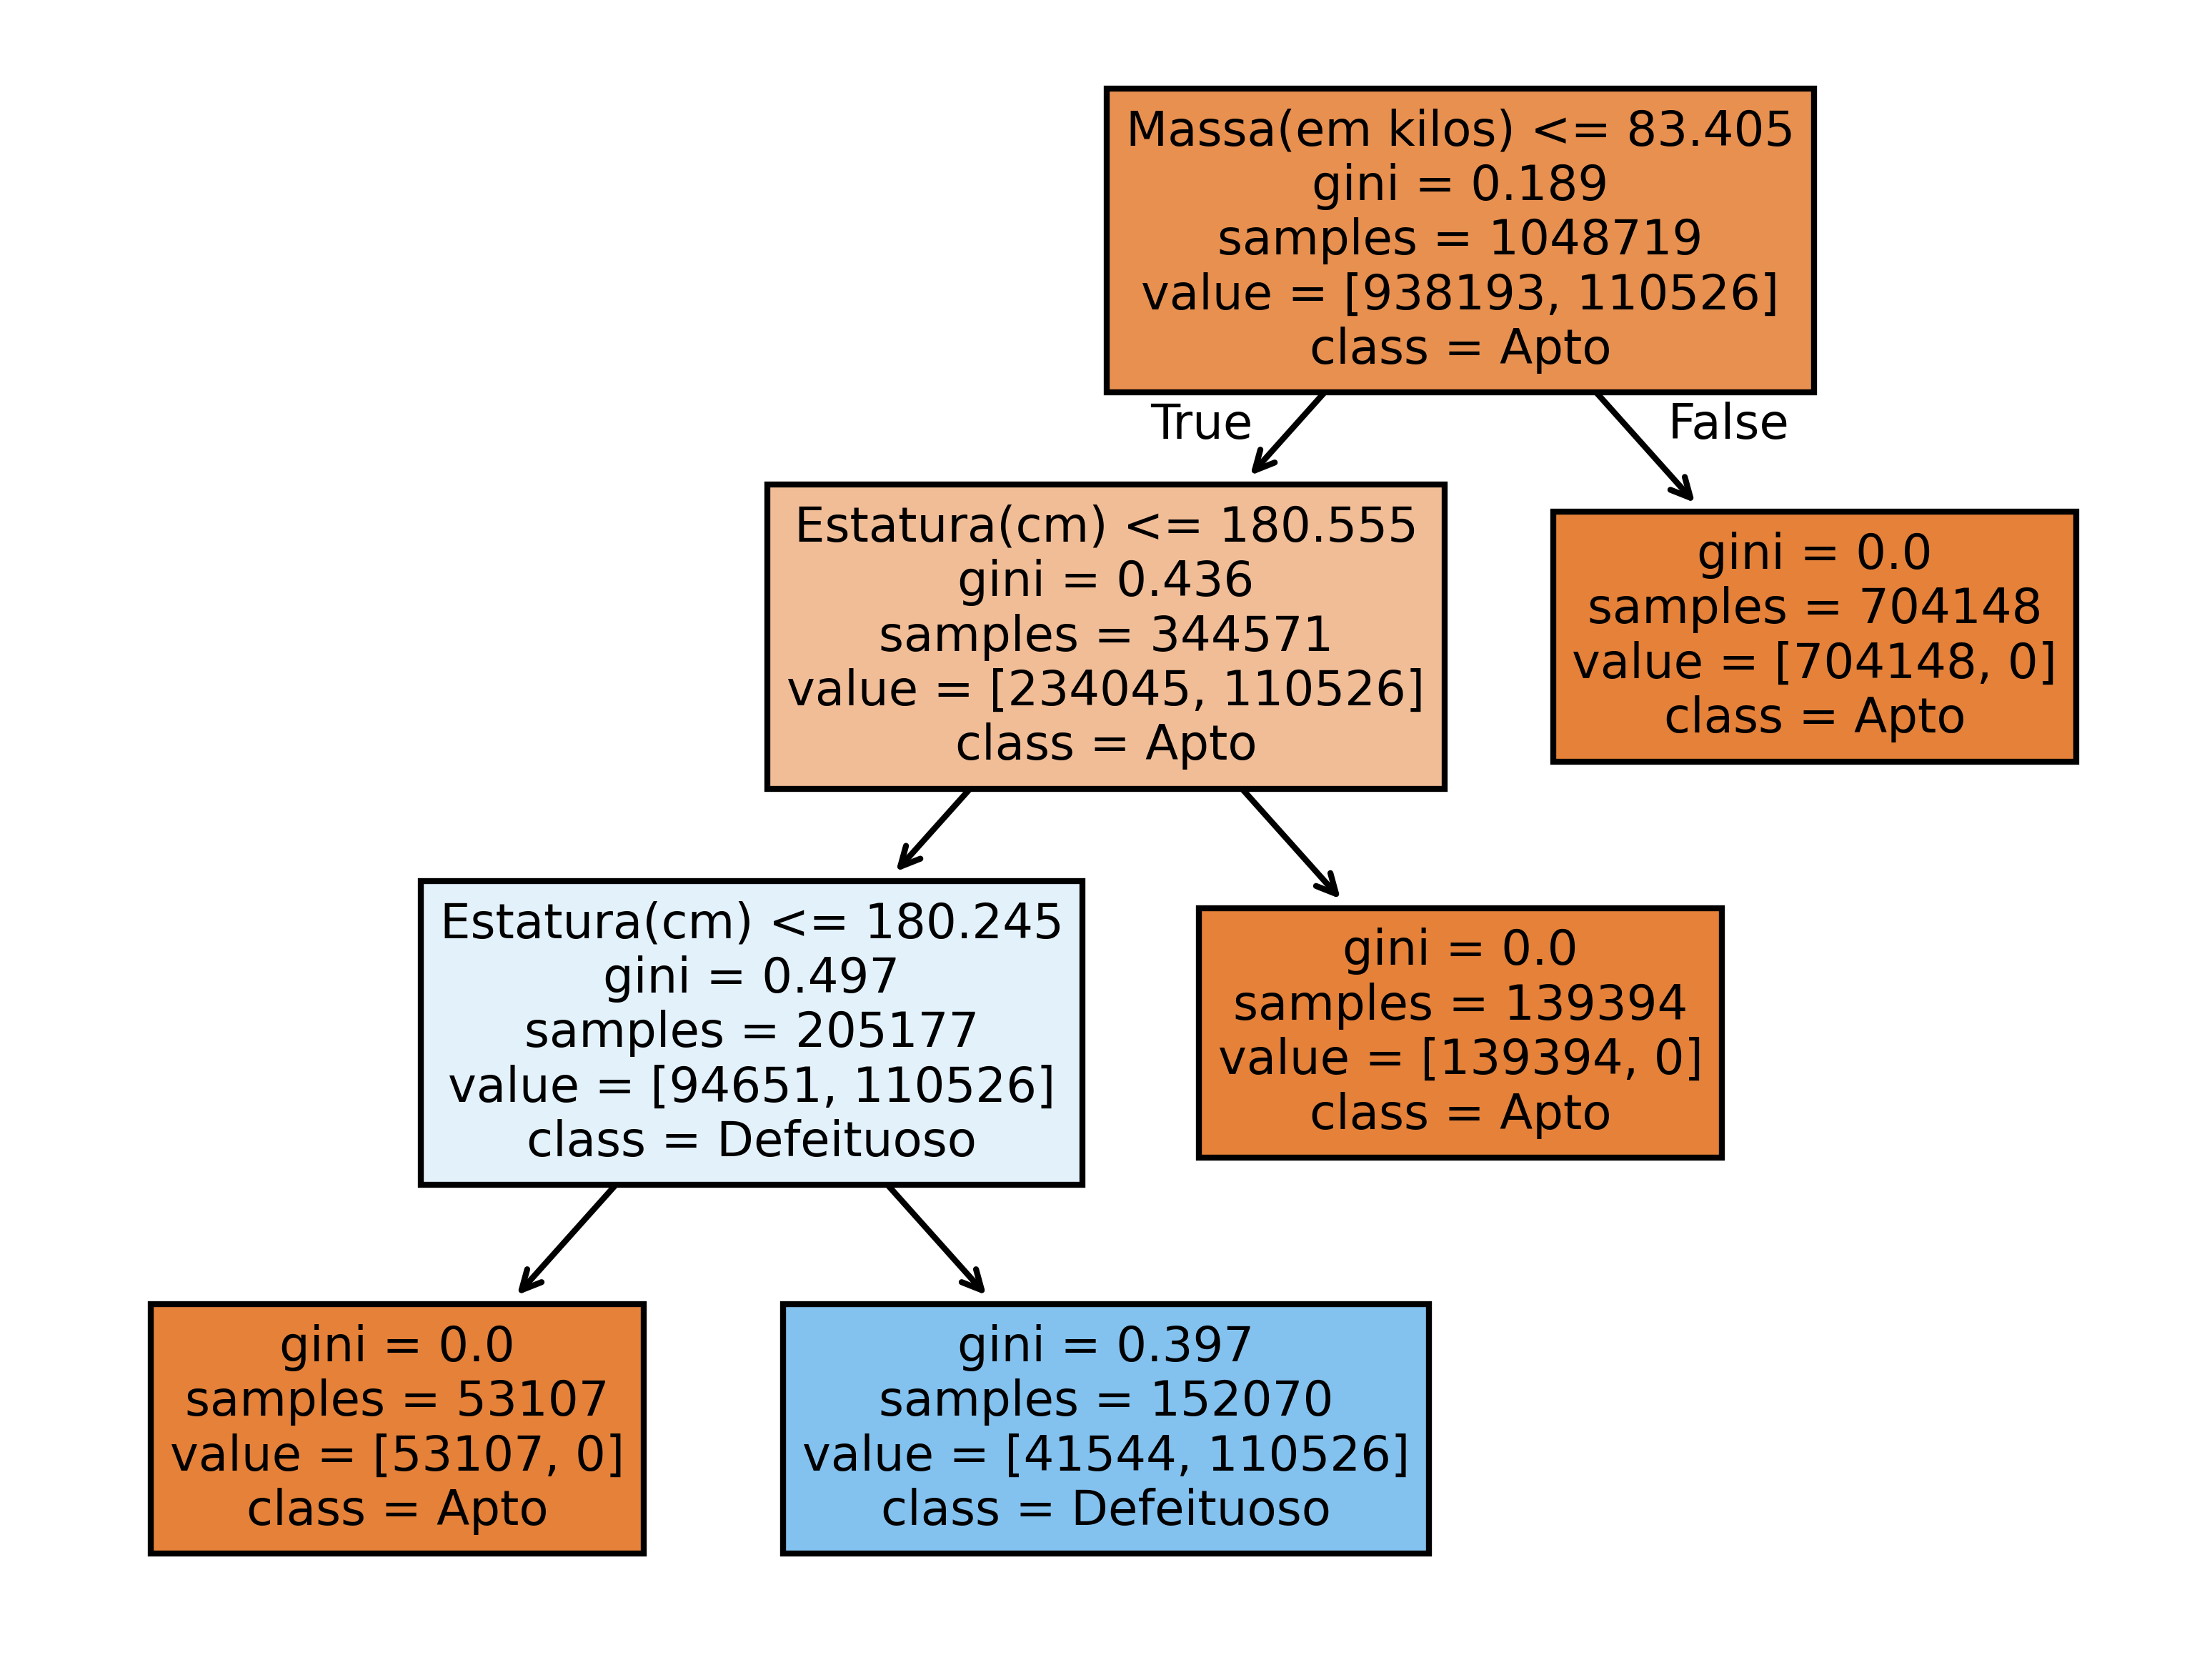 Massa(em kilos) <= 83.405
gini = 0.189
samples = 1048719
value = [938193, 110526]
class = Apto
True
False
Estatura(cm) <= 180.555
gini = 0.436
samples = 344571
value = [234045, 110526]
class = Apto
gini = 0.0
samples = 704148
value = [704148, 0]
class = Apto
Estatura(cm) <= 180.245
gini = 0.497
samples = 205177
value = [94651, 110526]
class = Defeituoso
gini = 0.0
samples = 139394
value = [139394, 0]
class = Apto
gini = 0.0
samples = 53107
value = [53107, 0]
class = Apto
gini = 0.397
samples = 152070
value = [41544, 110526]
class = Defeituoso